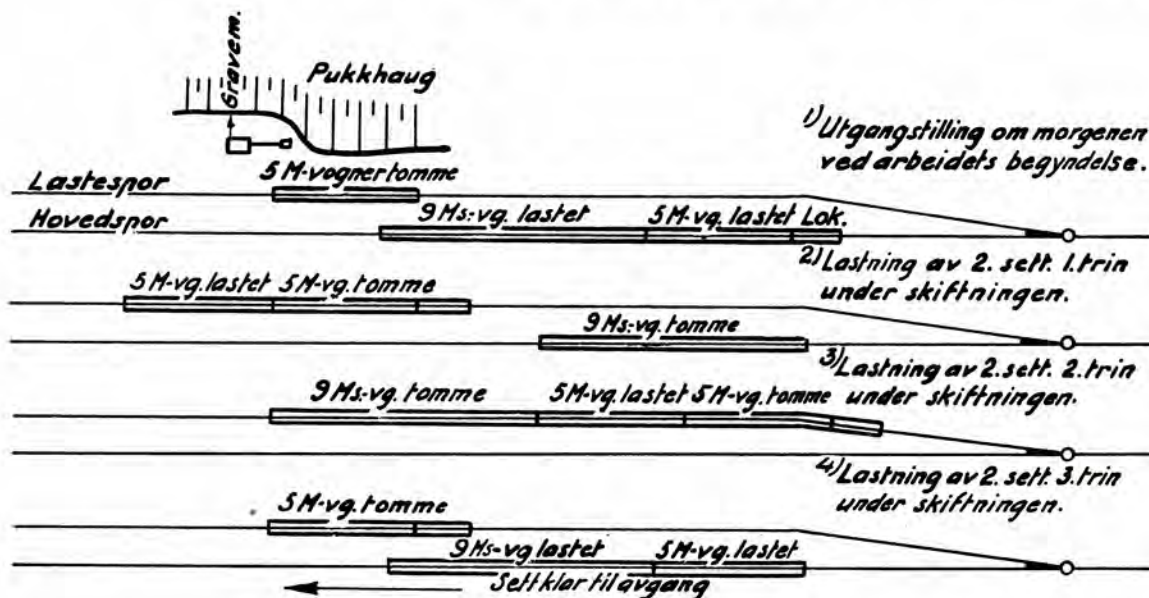 Gravem.
Pukkhaug
1) Utgangstilling om morgenen
ved arbeidets begyndelse.
Lastespor
5 M-vogner tomme
Hovedspor
9 Ms:-vg. lastet
5 M-vg. lastet
Lok.
2) Lastning av 2. sett. 1. trin
under skiftningen.
5 M-vg. lastet
5 M-vg. tomme
9 Ms:-vg. tomme
3) Lastning av 2. sett. 2. trin
under skiftningen.
9 Ms:-vg. tomme
5 M-vg. lastet
5 M-vg. tomme
4) Lastning av 2. sett. 3. trin
under skiftningen.
5 M-vg. tomme
9 Ms-vg lastet
5 M-vg. lastet
Sett klar til avgang